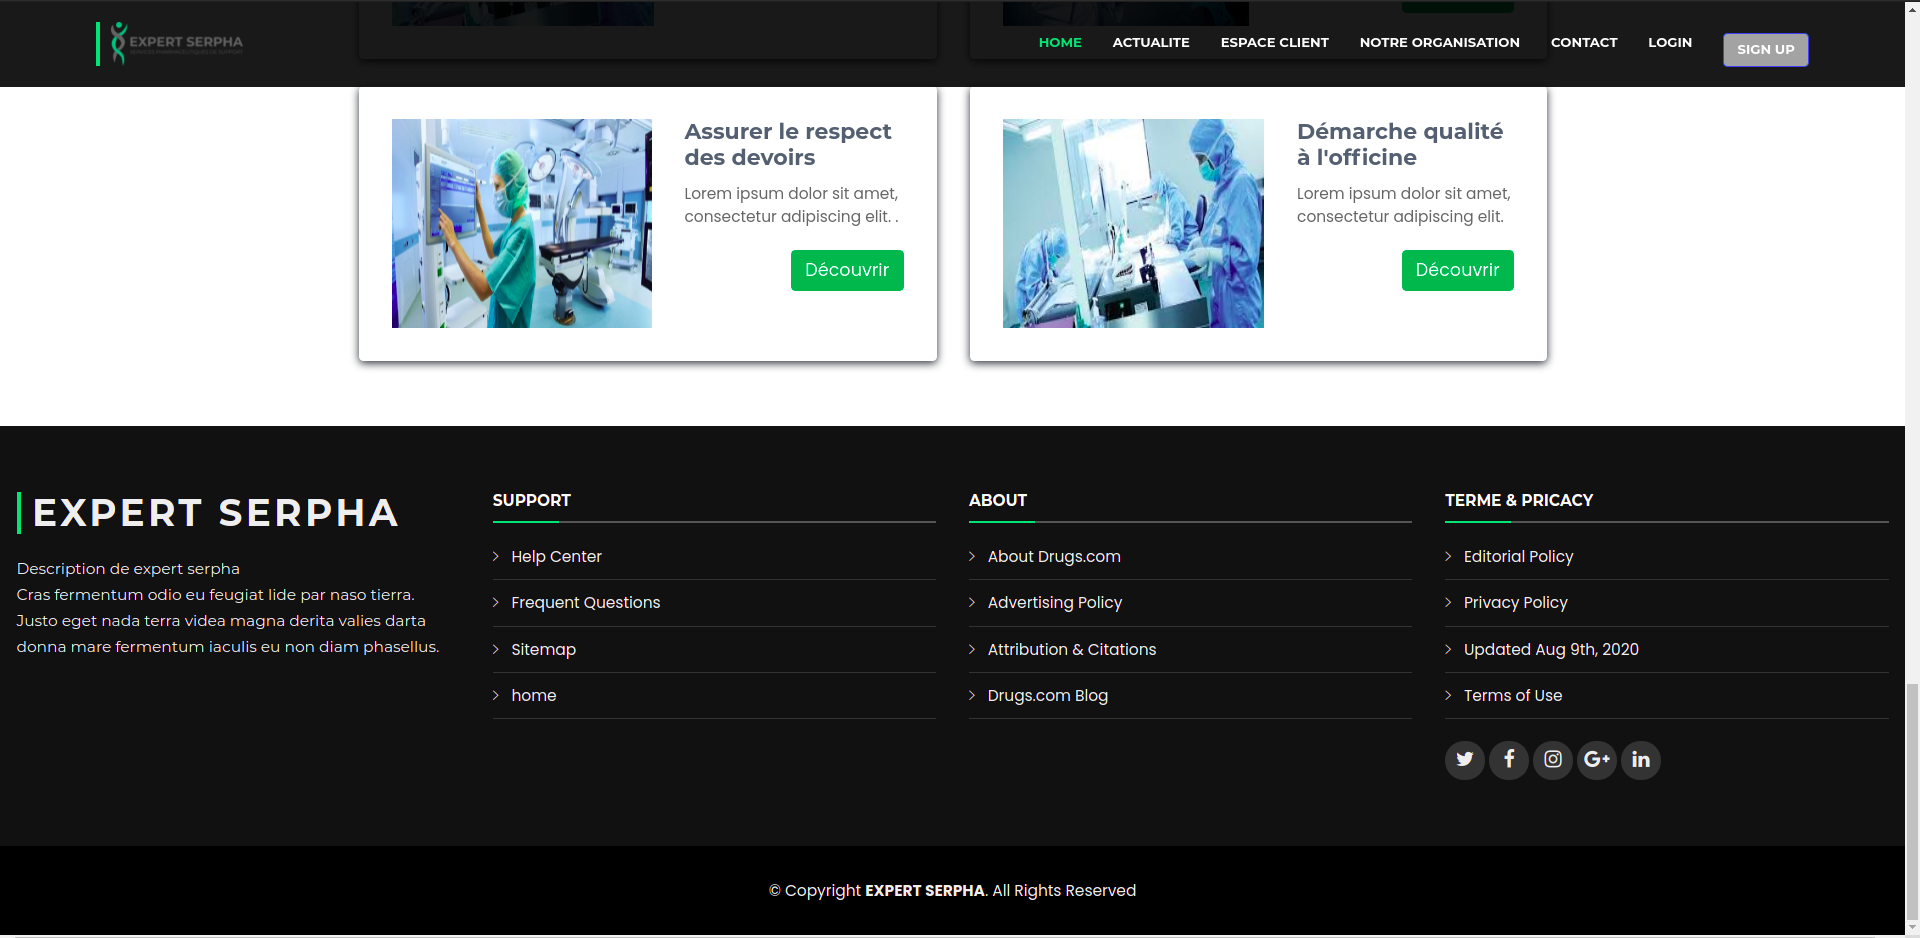 EXPERT SERPHA
HOME ACTUALITE ESPACE CLIENT NOTRE ORGANISATION CONTACT LOGIN SIGN UP
Assurer le respect
des devoirs
Lorem ipsum dolor sit amet,
consectetur adipiscing elit. .
Découvrir
Démarche qualité
à l'officine
Lorem ipsum dolor sit amet,
consectetur adipiscing elit.
Découvrir
EXPERT SERPHA
Description de expert serpha
Cras fermentum odio eu feugiat lide par naso tierra.
Justo eget nada terra videa magna derita valies darta
donna mare fermentum iaculis eu non diam phasellus.
SUPPORT
Help Center
Frequent Questions
Sitemap
home
ABOUT
About Drugs.com
Advertising Policy
Attribution & Citations
Drugs.com Blog
TERME & PRICACY
Editorial Policy
Privacy Policy
Updated Aug 9th, 2020
Terms of Use
© Copyright EXPERT SERPHA. All Rights Reserved